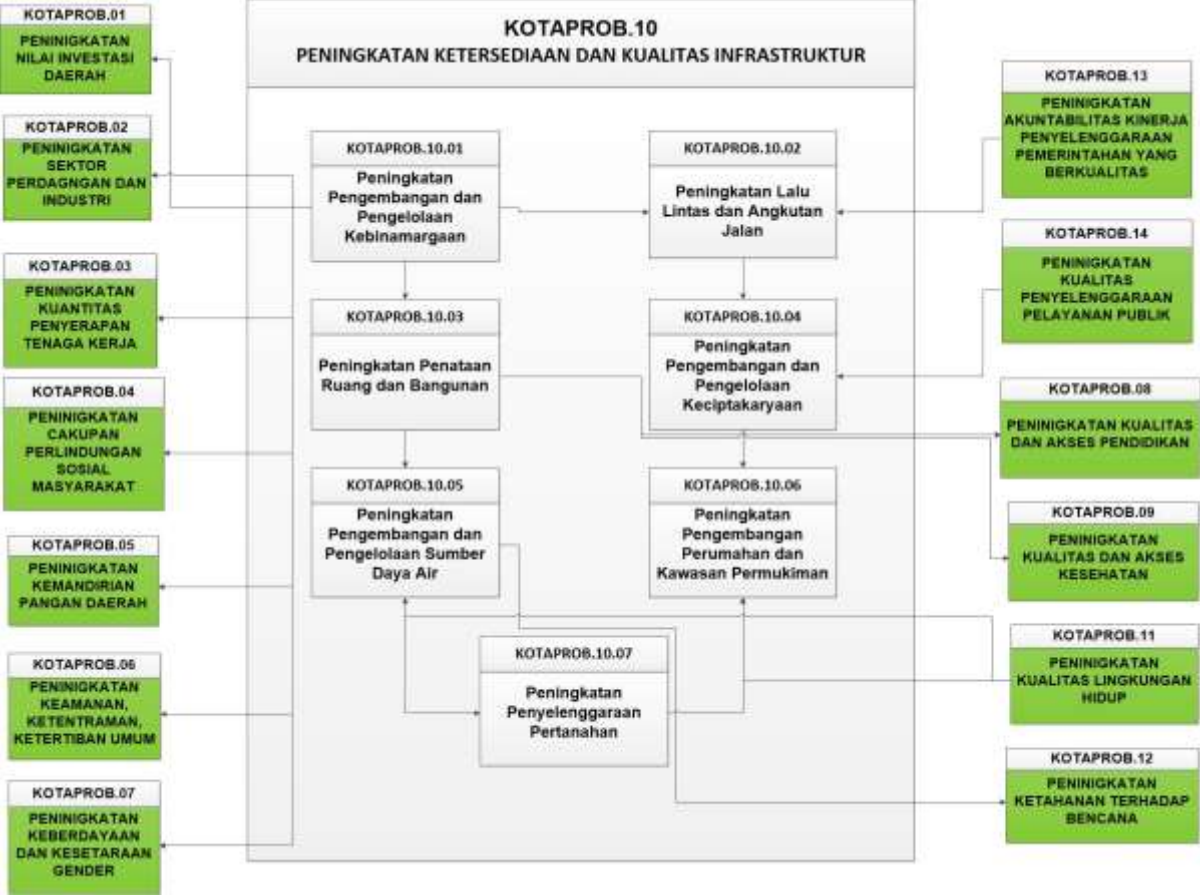 KOTAPROB.01
PENINIGKATAN
NILAI INVESTASI
DAERAH
KOTAPROB.02
PENINIGKATAN
SEKTOR
PERDAGNGAN DAN
INDUSTRI
KOTAPROB.03
PENINIGKATAN
KUANTITAS
PENYERAPAN
TENAGA KERJA
KOTAPROB.04
PENINIGKATAN
CAKUPAN
PERLINDUNGAN
SOSIAL
MASYARAKAT
KOTAPROB.05
PENINIGKATAN
KEMANDIRIAN
PANGAN DAERAH
KOTAPROB.06
PENINIGKATAN
KEAMANAN,
KETENTRAMAN,
KETERTIBAN UMUM
KOTAPROB.07
PENINIGKATAN
KEBERDAYAAN
DAN KESETARAAN
GENDER
KOTAPROB.10
PENINGKATAN KETERSEDIAAN DAN KUALITAS INFRASTRUKTUR
KOTAPROB.10.01
Peningkatan
Pengembangan dan
Pengelolaan
Kebinamargaan
KOTAPROB.10.02
Peningkatan Lalu
Lintas dan Angkutan
Jalan
KOTAPROB.10.03
Peningkatan Penataan
Ruang dan Bangunan
KOTAPROB.10.04
Peningkatan
Pengembangan dan
Pengelolaan
Keciptakaryaan
KOTAPROB.10.05
Peningkatan
Pengembangan dan
Pengelolaan Sumber
Daya Air
KOTAPROB.10.06
Peningkatan
Pengembangan
Perumahan dan
Kawasan Permukiman
KOTAPROB.10.07
Peningkatan
Penyelenggaraan
Pertanahan
KOTAPROB.13
PENINIGKATAN
AKUNTABILITAS KINERJA
PENYELENGGARAAN
PEMERINTAHAN YANG
BERKUALITAS
KOTAPROB.14
PENINIGKATAN
KUALITAS
PENYELENGGARAAN
PELAYANAN PUBLIK
KOTAPROB.08
PENINIGKATAN KUALITAS
DAN AKSES PENDIDIKAN
KOTAPROB.09
PENINIGKATAN
KUALITAS DAN AKSES
KESEHATAN
KOTAPROB.11
PENINIGKATAN
KUALITAS LINGKUNGAN
HIDUP
KOTAPROB.12
PENINIGKATAN
KETAHANAN TERHADAP
BENCANA